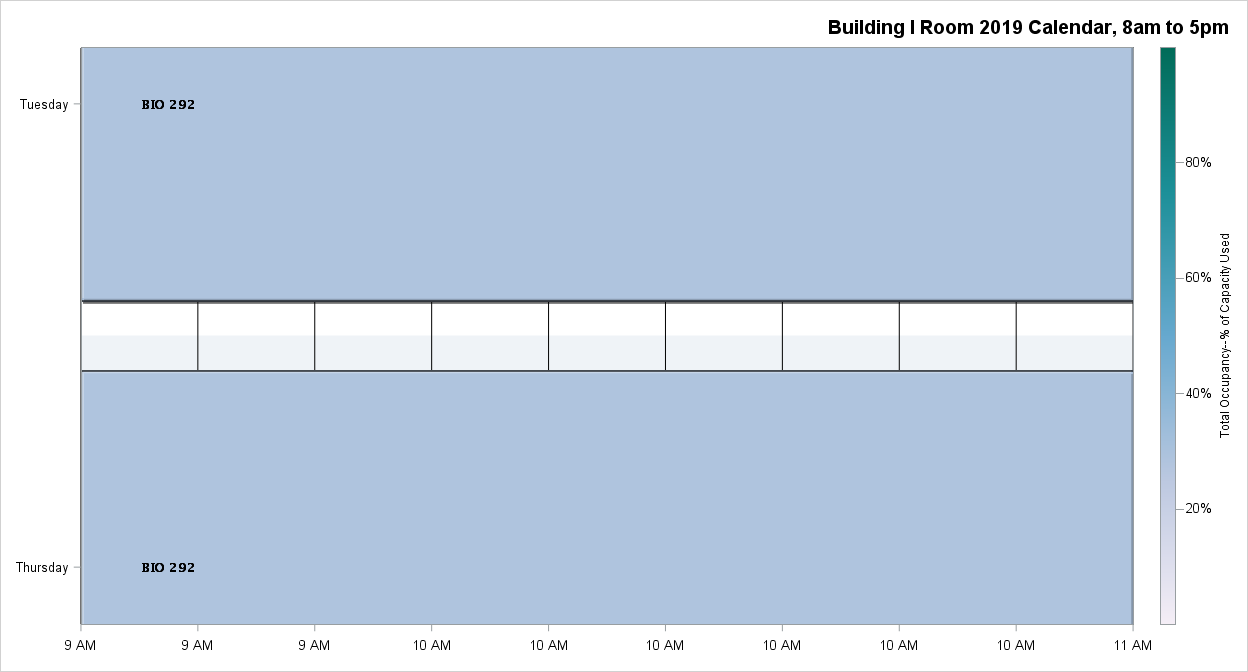 Building I Room 2019 Calendar, 8am to 5pm
Tuesday
BIO 292
Thursday
BIO 292
9 AM 9 AM 9 AM 10 AM 10 AM 10 AM 10 AM 10 AM 10 AM 11 AM
80%
60%
40%
20%
Total Occupancy--% of Capacity Used